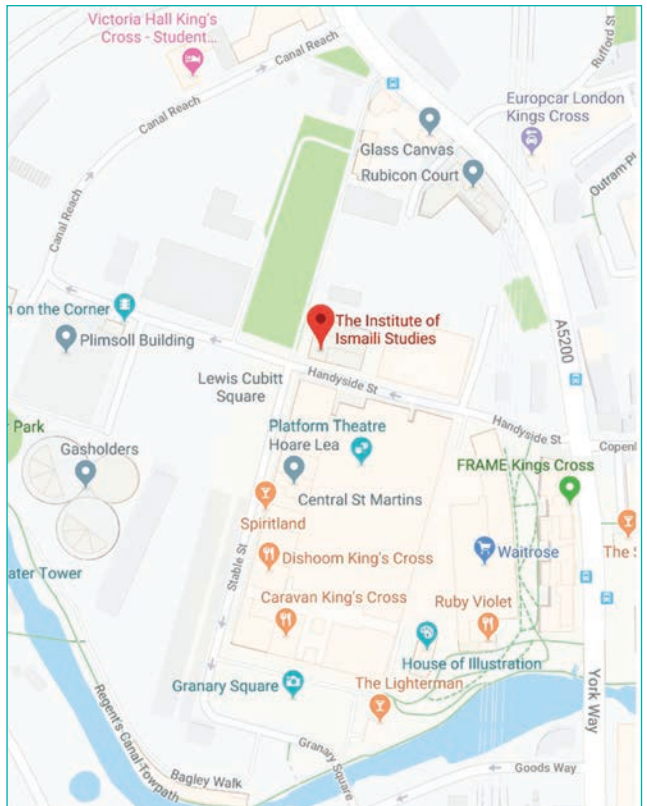 Victoria Hall King's
Cross - Student...
Canal Reach
Rufford St
Canal Reach
Europcar London
Kings Cross
Glass Canvas
Rubicon Court
Outram Pl
Canal Reach
n on the Corner
The Institute of
Ismaili Studies
A5200
Plimsoll Building
Lewis Cubitt
Square
Handyside St
Platform Theatre
Handyside St
r Park
Hoare Lea
Copenh
Gasholders
FRAME Kings Cross
Central St Martins
Spiritland
Waitrose
The S
Dishoom King's Cross
ater Tower
Stable St
Caravan King's Cross
Ruby Violet
House of Illustration
Granary Square
The Lighterman
York Way
Regent's Canal-Towpath
Granary Square
Bagley Walk
Goods Way